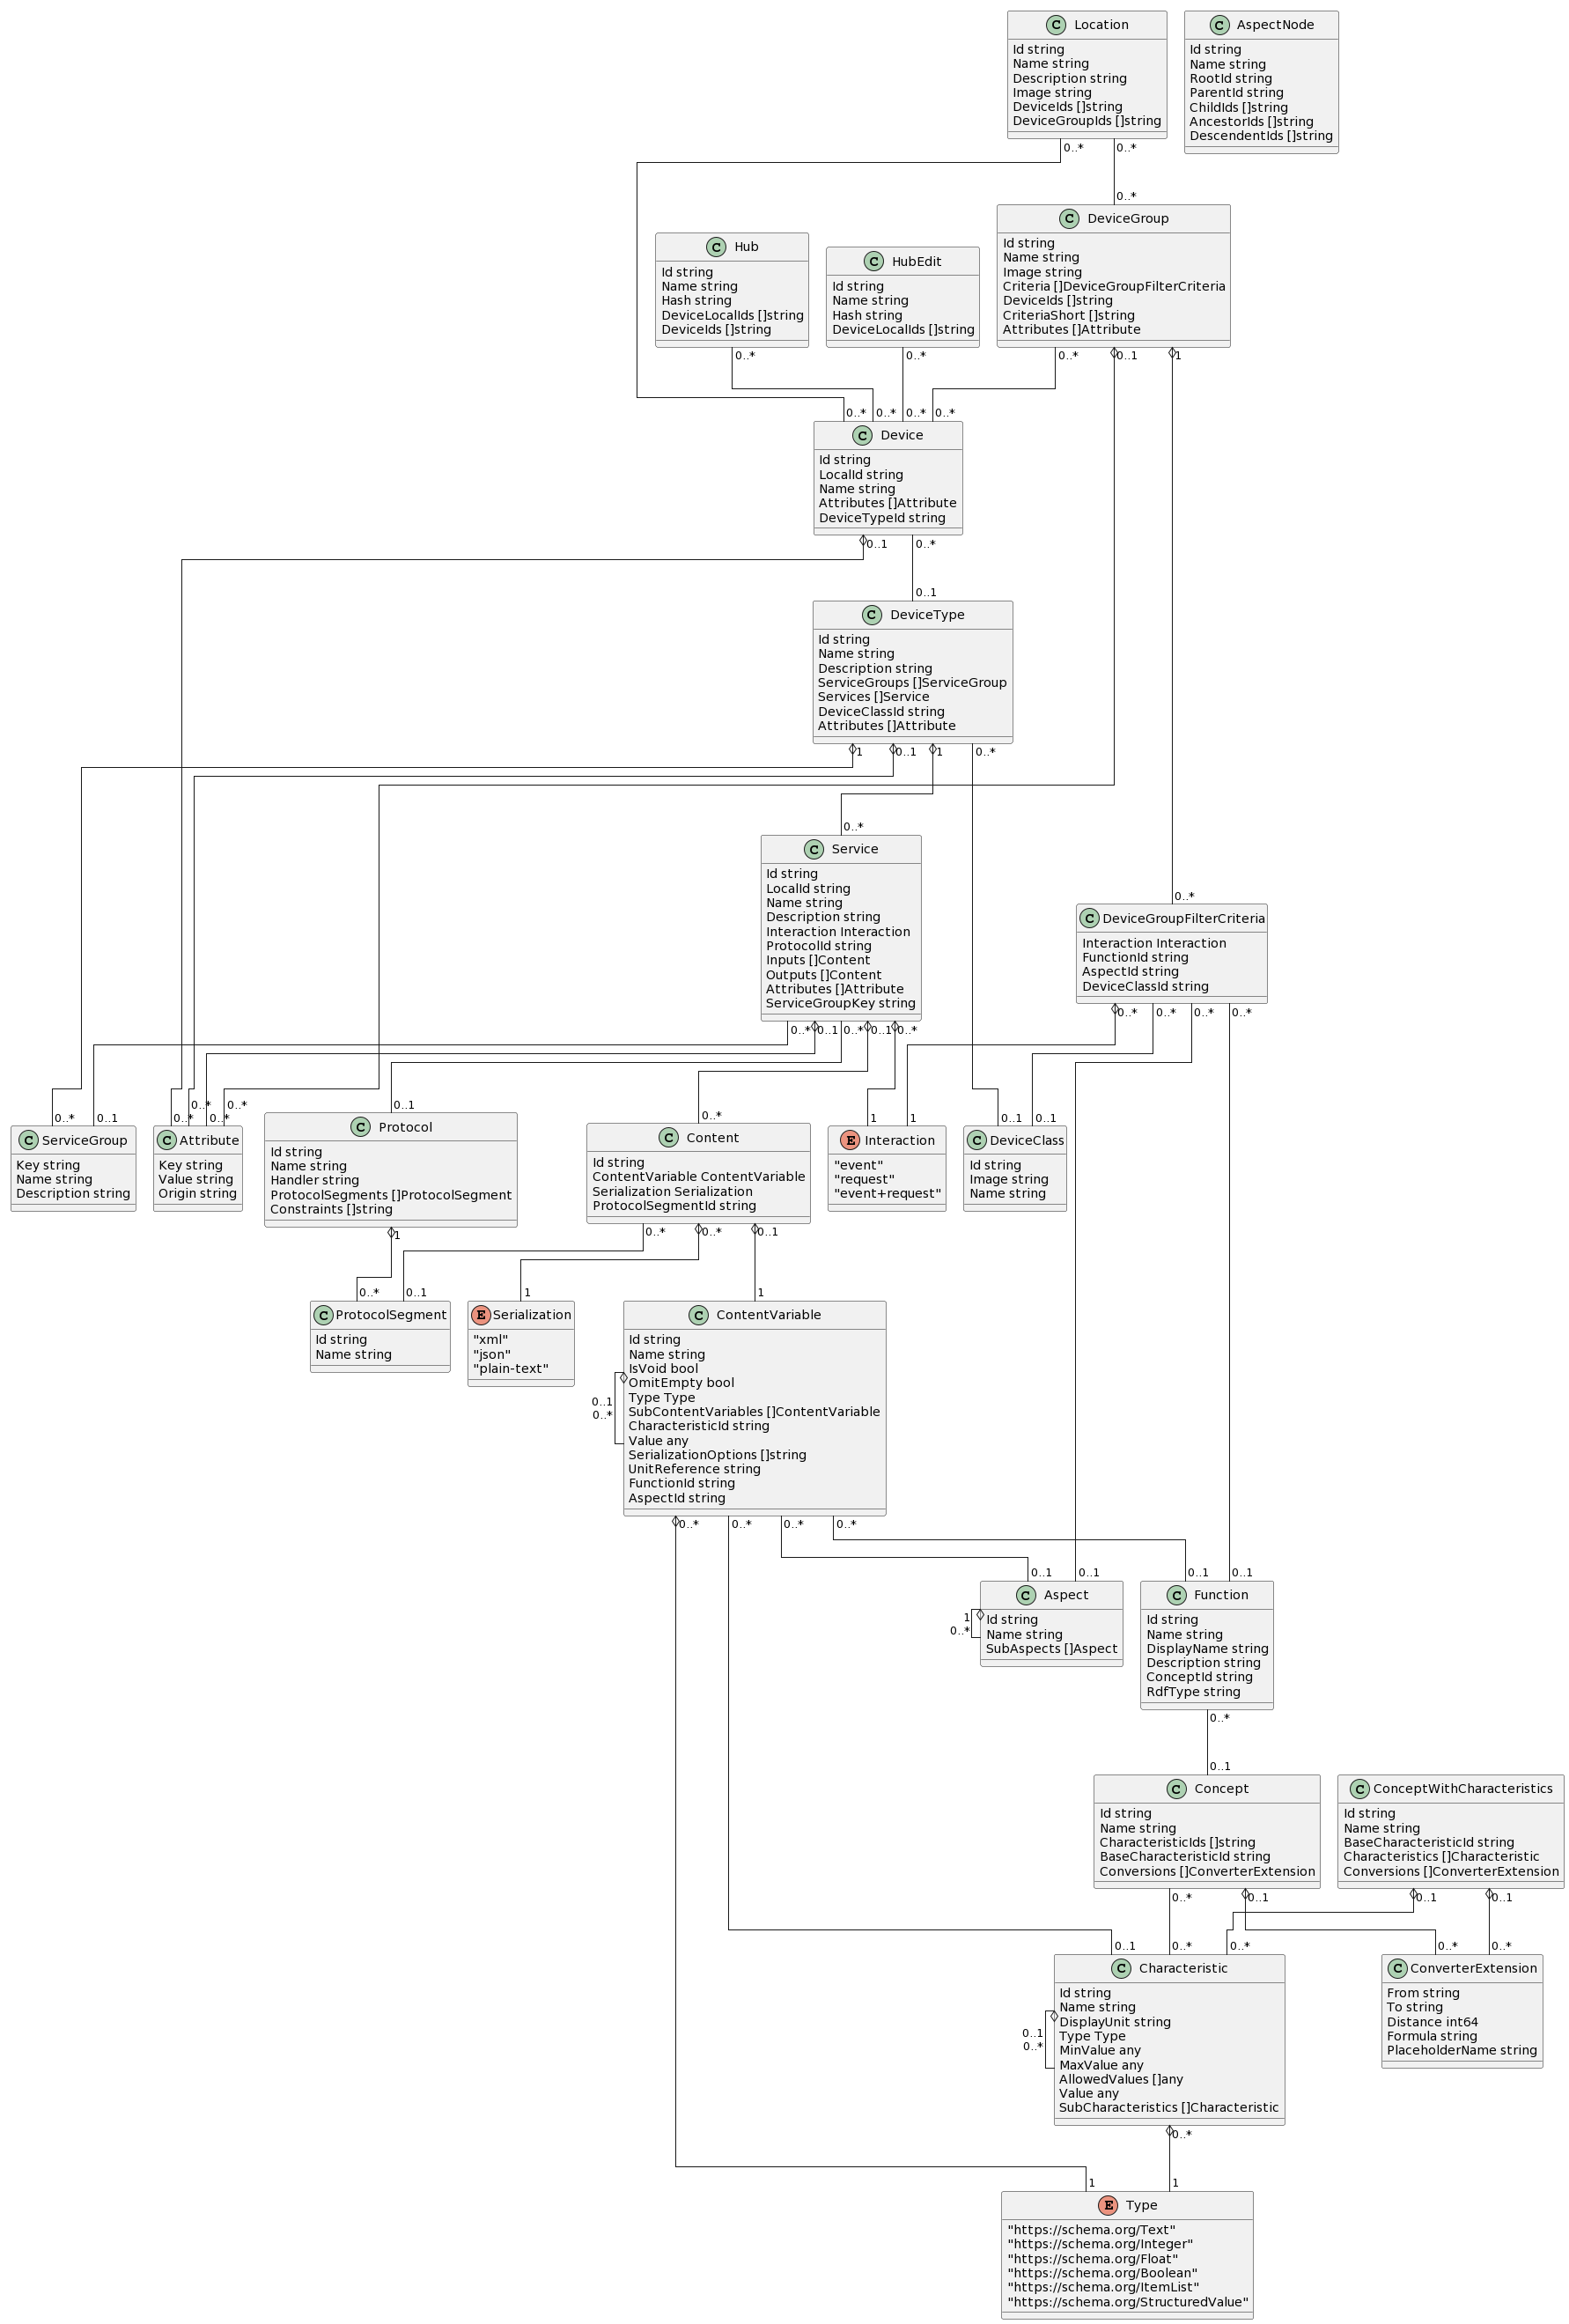 C Location
Id string
Name string
Description string
Image string
DeviceIds []string
DeviceGroupIds []string
C AspectNode
Id string
Name string
RootId string
ParentId string
ChildIds []string
AncestorIds []string
DescendentIds []string
0..*
0..*
0..*
C DeviceGroup
Id string
Name string
Image string
Criteria []DeviceGroupFilterCriteria
DeviceIds []string
CriteriaShort []string
Attributes []Attribute
C Hub
Id string
Name string
Hash string
DeviceLocalIds []string
DeviceIds []string
C HubEdit
Id string
Name string
Hash string
DeviceLocalIds []string
0..*
0..*
0..*
0..1
1
0..*
0..*
0..*
0..*
C Device
Id string
LocalId string
Name string
Attributes []Attribute
DeviceTypeId string
0..1
0..*
0..1
C DeviceType
Id string
Name string
Description string
ServiceGroups []ServiceGroup
Services []Service
DeviceClassId string
Attributes []Attribute
1
0..1
1
0..*
0..*
C Service
Id string
LocalId string
Name string
Description string
Interaction Interaction
ProtocolId string
Inputs []Content
Outputs []Content
Attributes []Attribute
ServiceGroupKey string
0..*
C DeviceGroupFilterCriteria
Interaction Interaction
FunctionId string
AspectId string
DeviceClassId string
0..*
0..1
0..*
0..1
0..*
0..*
0..*
0..*
0..*
0..*
0..1
0..*
0..*
0..*
0..*
0..1
0..*
1
1
0..1
0..1
C ServiceGroup
Key string
Name string
Description string
C Attribute
Key string
Value string
Origin string
C Protocol
Id string
Name string
Handler string
ProtocolSegments []ProtocolSegment
Constraints []string
C Content
Id string
ContentVariable ContentVariable
Serialization Serialization
ProtocolSegmentId string
E Interaction
"event"
"request"
"event+request"
C DeviceClass
Id string
Image string
Name string
1
0..*
0..*
0..1
0..*
0..1
1
1
C ProtocolSegment
Id string
Name string
E Serialization
"xml"
"json"
"plain-text"
C ContentVariable
Id string
Name string
IsVoid bool
OmitEmpty bool
Type Type
SubContentVariables []ContentVariable
CharacteristicId string
Value any
SerializationOptions []string
UnitReference string
FunctionId string
AspectId string
0..1
0..*
0..*
0..*
0..*
0..*
0..1
0..1
0..1
0..1
C Aspect
Id string
Name string
SubAspects []Aspect
1
0..*
C Function
Id string
Name string
DisplayName string
Description string
ConceptId string
RdfType string
0..*
0..1
C Concept
Id string
Name string
CharacteristicIds []string
BaseCharacteristicId string
Conversions []ConverterExtension
C ConceptWithCharacteristics
Id string
Name string
BaseCharacteristicId string
Characteristics []Characteristic
Conversions []ConverterExtension
0..*
0..1
0..1
0..1
0..1
0..*
0..*
0..*
0..*
C Characteristic
Id string
Name string
DisplayUnit string
Type Type
MinValue any
MaxValue any
AllowedValues []any
Value any
SubCharacteristics []Characteristic
0..1
0..*
C ConverterExtension
From string
To string
Distance int64
Formula string
PlaceholderName string
0..*
1
1
E Type
"https://schema.org/Text"
"https://schema.org/Integer"
"https://schema.org/Float"
"https://schema.org/Boolean"
"https://schema.org/ItemList"
"https://schema.org/StructuredValue"